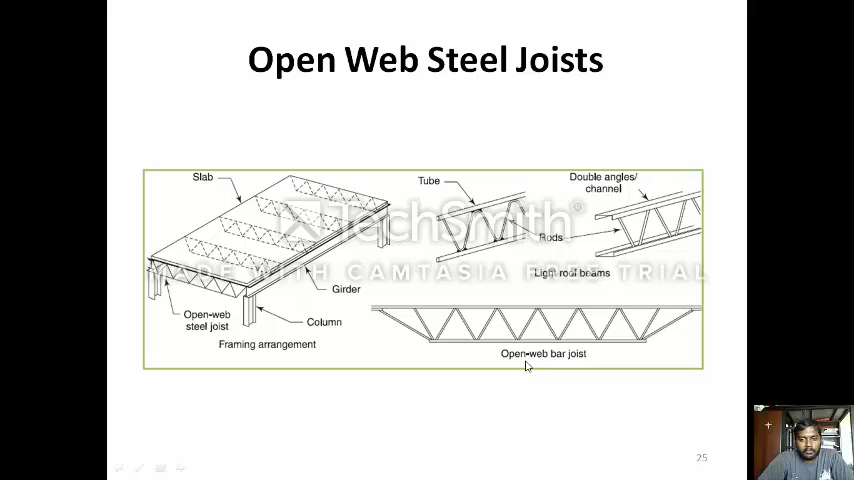 Open Web Steel Joists
Slab
Tube
Double angles/
channel
TechSmith®
Rods
MADE WITH CAMTASIA FREE TRIAL
Light roof beams
Girder
Open-web
steel joist
Column
Framing arrangement
Open-web bar joist
25